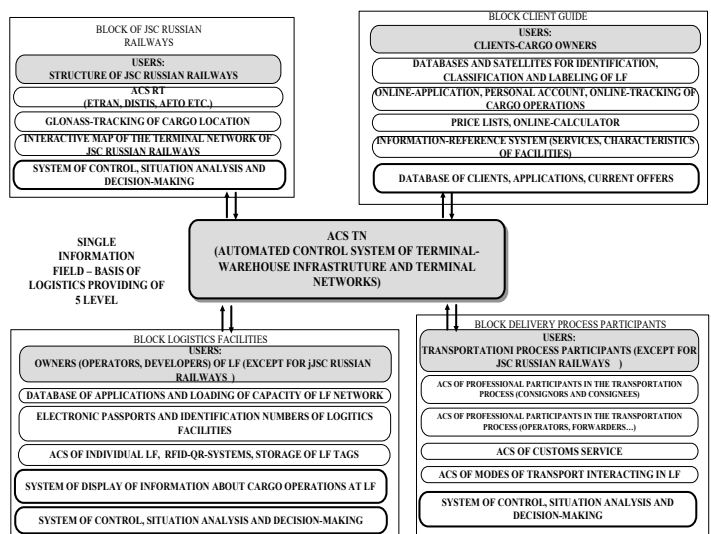 BLOCK OF JSC RUSSIAN
RAILWAYS
USERS:
STRUCTURE OF JSC RUSSIAN RAILWAYS
ACS RT
(ETRAN, DISTIS, AFTO ETC.)
GLONASS-TRACKING OF CARGO LOCATION
INTERACTIVE MAP OF THE TERMINAL NETWORK OF
JSC RUSSIAN RAILWAYS
SYSTEM OF CONTROL, SITUATION ANALYSIS AND
DECISION-MAKING
BLOCK CLIENT GUIDE
USERS:
CLIENTS-CARGO OWNERS
DATABASES AND SATELLITES FOR IDENTIFICATION,
CLASSIFICATION AND LABELING OF LF
ONLINE-APPLICATION, PERSONAL ACCOUNT, ONLINE-TRACKING OF
CARGO OPERATIONS
PRICE LISTS, ONLINE-CALCULATOR
INFORMATION-REFERENCE SYSTEM (SERVICES, CHARACTERISTICS
OF FACILITIES)
DATABASE OF CLIENTS, APPLICATIONS, CURRENT OFFERS
SINGLE
INFORMATION
FIELD – BASIS OF
LOGISTICS PROVIDING OF
5 LEVEL
ACS TN
(AUTOMATED CONTROL SYSTEM OF TERMINAL-
WAREHOUSE INFRASTRUTURE AND TERMINAL
NETWORKS)
BLOCK LOGISTICS FACILITIES
USERS:
OWNERS (OPERATORS, DEVELOPERS) OF LF (EXCEPT FOR jJSC RUSSIAN
RAILWAYS )
DATABASE OF APPLICATIONS AND LOADING OF CAPACITY OF LF NETWORK
ELECTRONIC PASSPORTS AND IDENTIFICATION NUMBERS OF LOGITICS
FACILITIES
ACS OF INDIVIDUAL LF, RFID-QR-SYSTEMS, STORAGE OF LF TAGS
SYSTEM OF DISPLAY OF INFORMATION ABOUT CARGO OPERATIONS AT LF
SYSTEM OF CONTROL, SITUATION ANALYSIS AND DECISION-MAKING
BLOCK DELIVERY PROCESS PARTICIPANTS
USERS:
TRANSPORTATIONI PROCESS PARTICIPANTS (EXCEPT FOR
JSC RUSSIAN RAILWAYS )
ACS OF PROFESSIONAL PARTICIPANTS IN THE TRANSPORTATION
PROCESS (CONSIGNORS AND CONSIGNEES)
ACS OF PROFESSIONAL PARTICIPANTS IN THE TRANSPORTATION
PROCESS (OPERATORS, FORWARDERS...)
ACS OF CUSTOMS SERVICE
ACS OF MODES OF TRANSPORT INTERACTING IN LF
SYSTEM OF CONTROL, SITUATION ANALYSIS AND
DECISION-MAKING